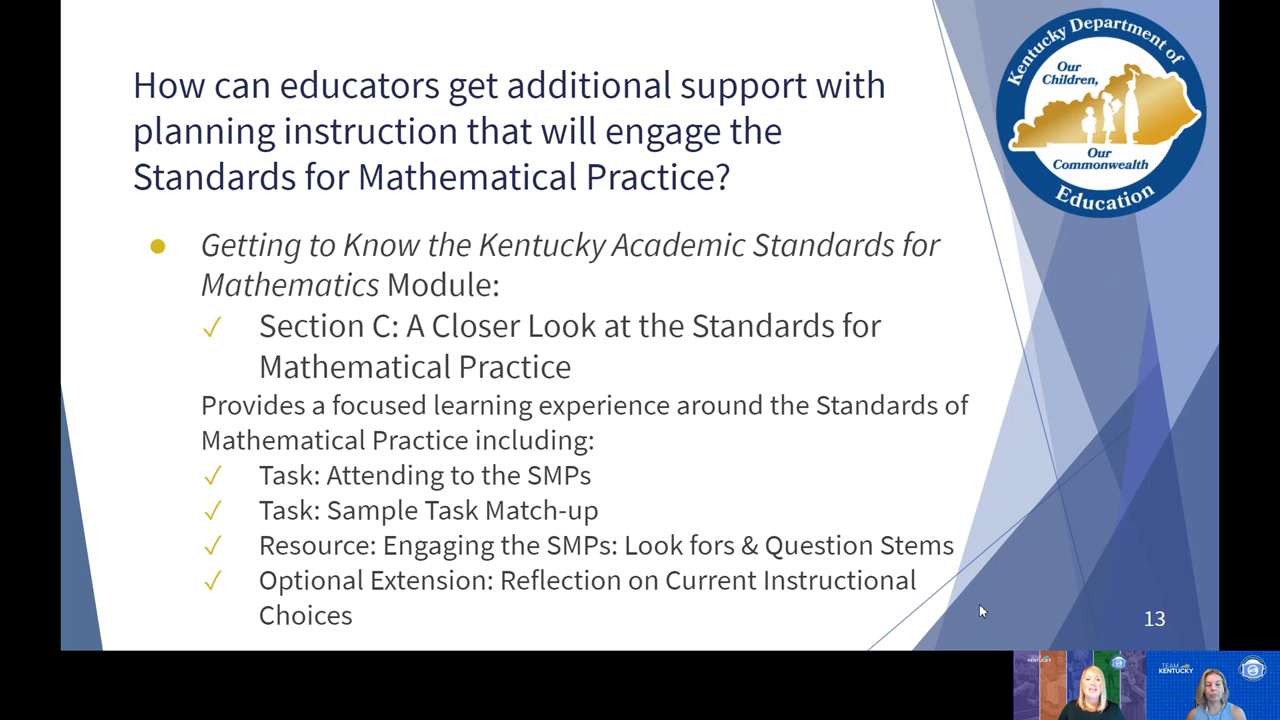 How can educators get additional support with
planning instruction that will engage the
Standards for Mathematical Practice?
Kentucky Department of
Our
Children,
Our
Commonwealth
Education
Getting to Know the Kentucky Academic Standards for
Mathematics Module:
Section C: A Closer Look at the Standards for
Mathematical Practice
Provides a focused learning experience around the Standards of
Mathematical Practice including:
Task: Attending to the SMPs
Task: Sample Task Match-up
Resource: Engaging the SMPs: Look fors & Question Stems
Optional Extension: Reflection on Current Instructional
Choices
13
TEAM
KENTUCKY
TEAM
KENTUCKY